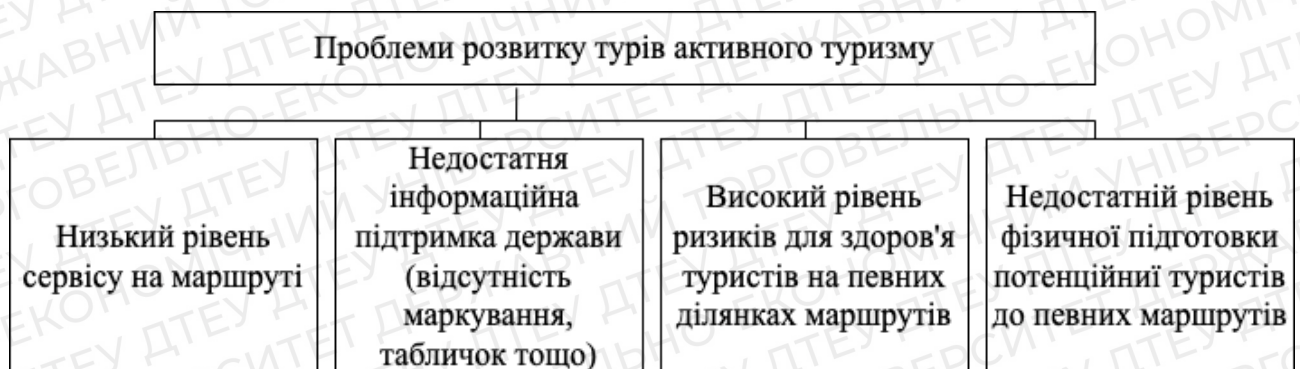 Проблеми розвитку турів активного туризму
Низький рівень
сервісу на маршруті
Недостатня
інформаційна
підтримка держави
(відсутність
маркування,
табличок тощо)
Високий рівень
ризиків для здоров'я
туристів на певних
ділянках маршрутів
Недостатній рівень
фізичної підготовки
потенційниї туристів
до певних маршрутів